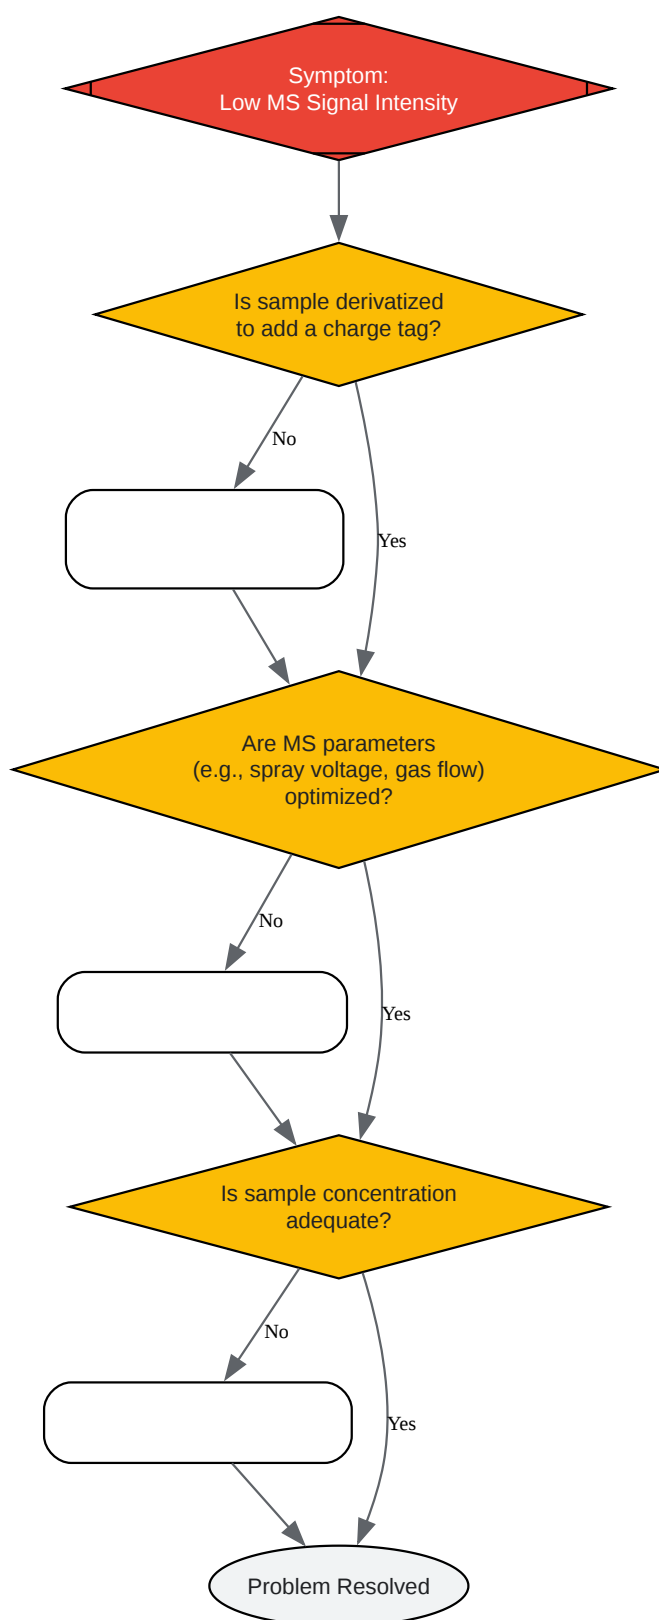 Symptom:
Low MS Signal Intensity
Is sample derivatized
to add a charge tag?
No
Yes
Are MS parameters
(e.g., spray voltage, gas flow)
optimized?
No
Yes
Is sample concentration
adequate?
No
Yes
Problem Resolved